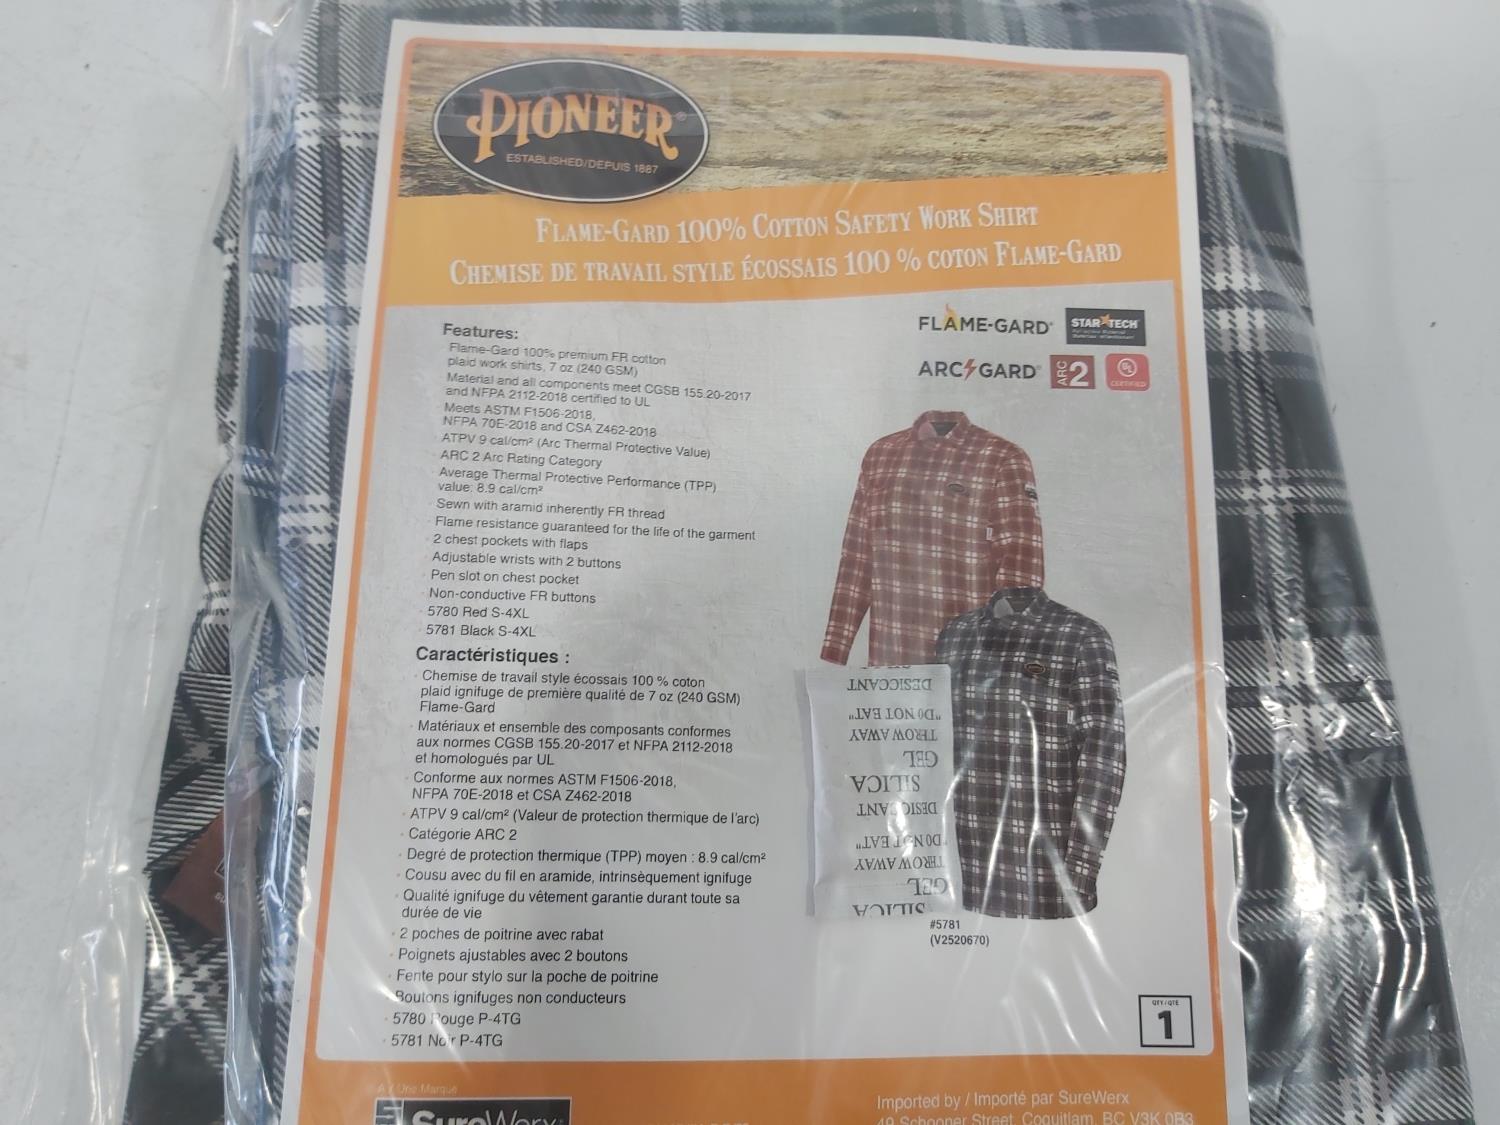 PIONEER®
ESTABLISHED/DEPUIS 1887
FLAME-GARD 100% COTTON SAFETY WORK SHIRT
CHEMISE DE TRAVAIL STYLE ÉCOSSAIS 100 % COTON FLAME-GARD
FLAME-GARD®
STAR TECH
ARC GARD®
ARC 2
UL
CERTIFIED
Features:
Flame-Gard 100% premium FR cotton
plaid work shirts, 7 oz (240 GSM)
Material and all components meet CGSB 155.20-2017
and NFPA 2112-2018 certified to UL
Meets ASTM F1506-2018,
NFPA 70E-2018 and CSA Z462-2018
ATPV 9 cal/cm² (Arc Thermal Protective Value)
ARC 2 Arc Rating Category
Average Thermal Protective Performance (TPP)
value: 8.9 cal/cm²
Sewn with aramid inherently FR thread
Flame resistance guaranteed for the life of the garment
2 chest pockets with flaps
Adjustable wrists with 2 buttons
Pen slot on chest pocket
Non-conductive FR buttons
5780 Red S-4XL
5781 Black S-4XL
Caractéristiques :
Chemise de travail style écossais 100 % coton
plaid ignifuge de première qualité de 7 oz (240 GSM)
Flame-Gard
Matériaux et ensemble des composants conformes
aux normes CGSB 155.20-2017 et NFPA 2112-2018
et homologués par UL
Conforme aux normes ASTM F1506-2018,
NFPA 70E-2018 et CSA Z462-2018
ATPV 9 cal/cm² (Valeur de protection thermique de l'arc)
Catégorie ARC 2
Degré de protection thermique (TPP) moyen : 8.9 cal/cm²
Cousu avec du fil en aramide, intrinsèquement ignifuge
Qualité ignifuge du vêtement garantie durant toute sa
durée de vie
2 poches de poitrine avec rabat
Poignets ajustables avec 2 boutons
Fente pour stylo sur la poche de poitrine
Boutons ignifuges non conducteurs
5780 Rouge P-4TG
5781 Noir P-4TG
SILICA
GEL
THROW AWAY
"DO NOT EAT"
DESICCANT
SILICA
GEL
THROW AWAY
"DO NOT EAT"
DESICCANT
#5781
(V2520670)
QTY/QTÉ
1
A / Une Marque
SureWerx
Imported by / Importé par SureWerx
49 Schooner Street, Coquitlam, BC V3K 0B3